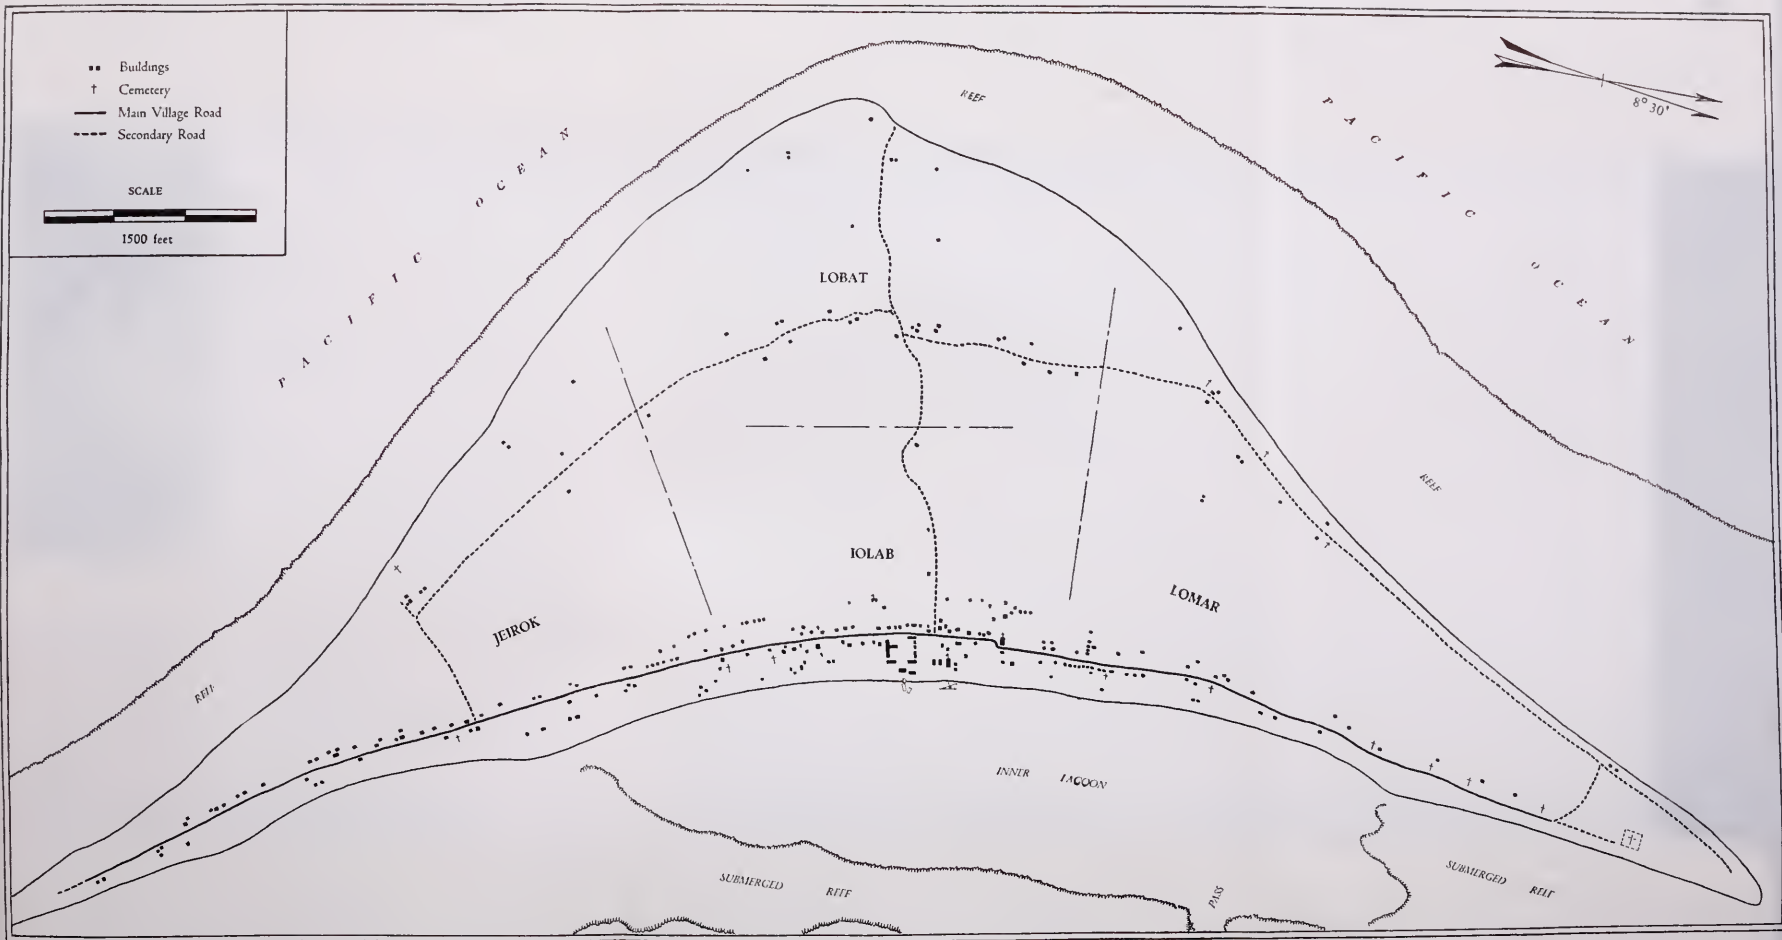 Buildings
Cemetery
Main Village Road
Secondary Road
SCALE
1500 feet
PACIFIC OCEAN
REEF
PACIFIC OCEAN
8° 30'
LOBAT
REEF
IOLAB
LOMAR
JEIROK
REEF
INNER LAGOON
SUBMERGED REEF
PASS
SUBMERGED REEF